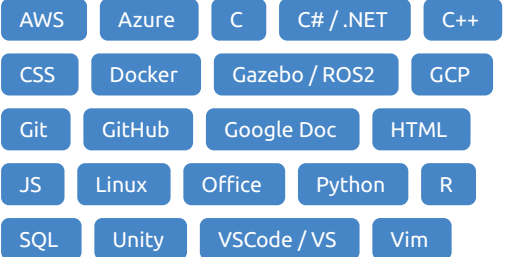 AWS Azure C C# / .NET C++
CSS Docker Gazebo / ROS2 GCP
Git GitHub Google Doc HTML
JS Linux Office Python R
SQL Unity VSCode / VS Vim